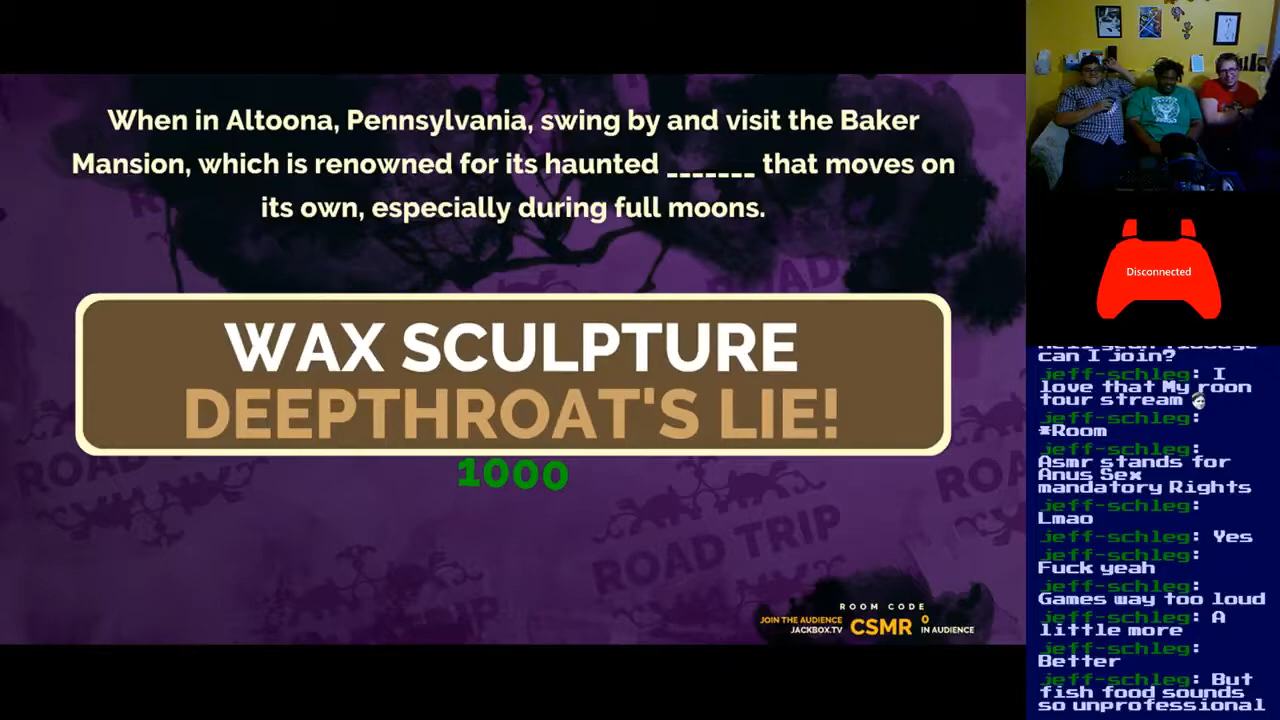 When in Altoona, Pennsylvania, swing by and visit the Baker
Mansion, which is renowned for its haunted _______ that moves on
its own, especially during full moons.
WAX SCULPTURE
DEEPTHROAT'S LIE!
1000
ROOM CODE
JOIN THE AUDIENCE
JACKBOX.TV
CSMR
0
IN AUDIENCE
Disconnected
can I join?
jeff-schleg: I
love that My roon
tour stream
jeff-schleg:
*Room
jeff-schleg:
Asmr stands for
Anus Sex
mandatory Rights
jeff-schleg:
Lmao
jeff-schleg: Yes
jeff-schleg:
Fuck yeah
jeff-schleg:
Games way too loud
jeff-schleg: A
little more
jeff-schleg:
Better
jeff-schleg: But
fish food sounds
so unprofessional
ROAD TRIP